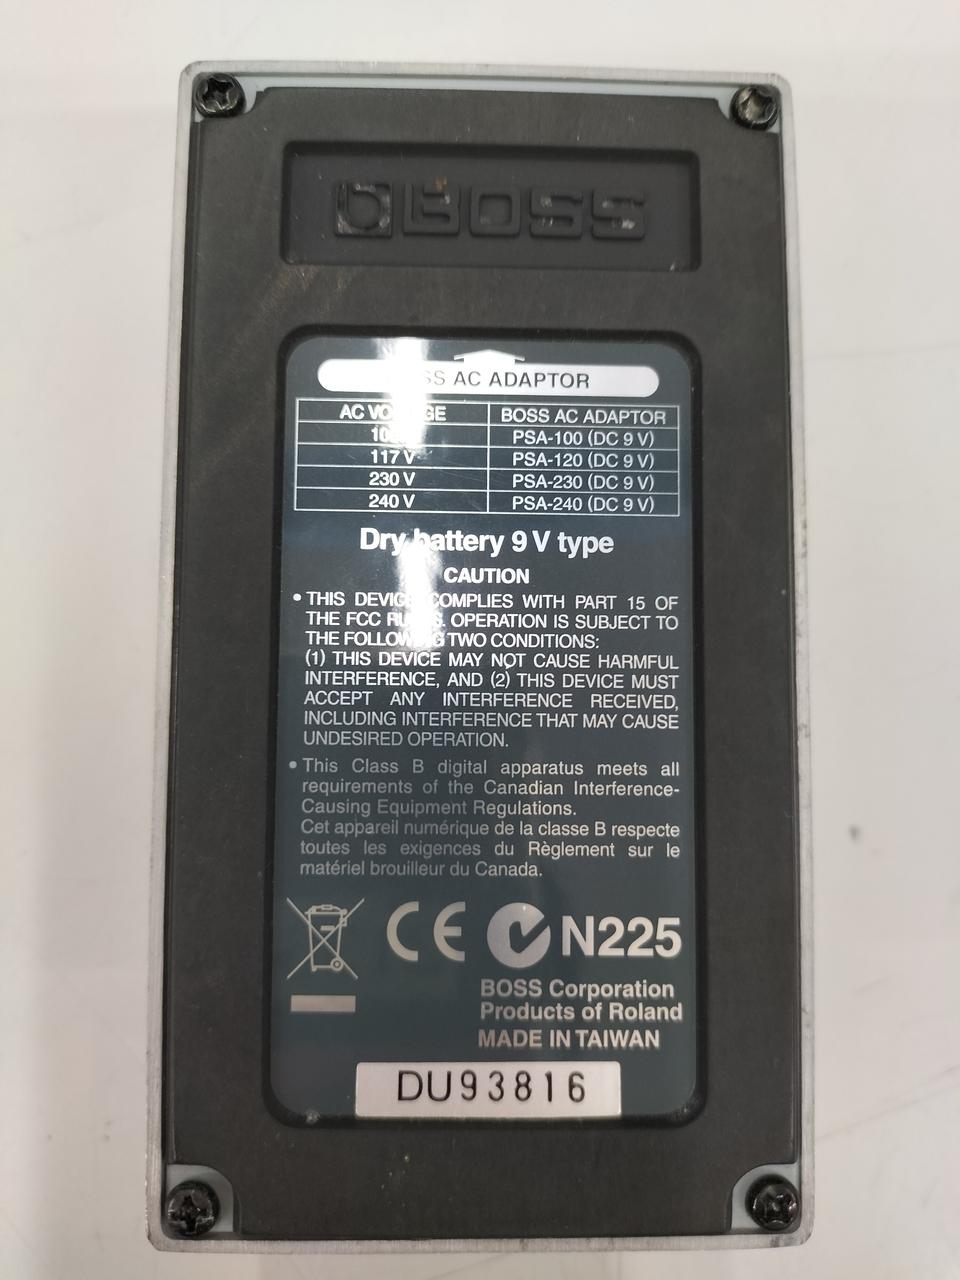 BOSS
SS AC ADAPTOR
BOSS AC ADAPTOR
PSA-100 (DC 9 V)
117 V PSA-120 (DC 9 V)
230 V PSA-230 (DC 9 V)
240 V PSA-240 (DC 9 V)
Dry battery 9 V type
CAUTION
• THIS DEVICE COMPLIES WITH PART 15 OF
THE FCC RULES. OPERATION IS SUBJECT TO
THE FOLLOWING TWO CONDITIONS:
(1) THIS DEVICE MAY NOT CAUSE HARMFUL
INTERFERENCE, AND (2) THIS DEVICE MUST
ACCEPT ANY INTERFERENCE RECEIVED,
INCLUDING INTERFERENCE THAT MAY CAUSE
UNDESIRED OPERATION.
• This Class B digital apparatus meets all
requirements of the Canadian Interference-
Causing Equipment Regulations.
Cet appareil numérique de la classe B respecte
toutes les exigences du Règlement sur le
matériel brouilleur du Canada.
CE N225
BOSS Corporation
Products of Roland
MADE IN TAIWAN
DU93816